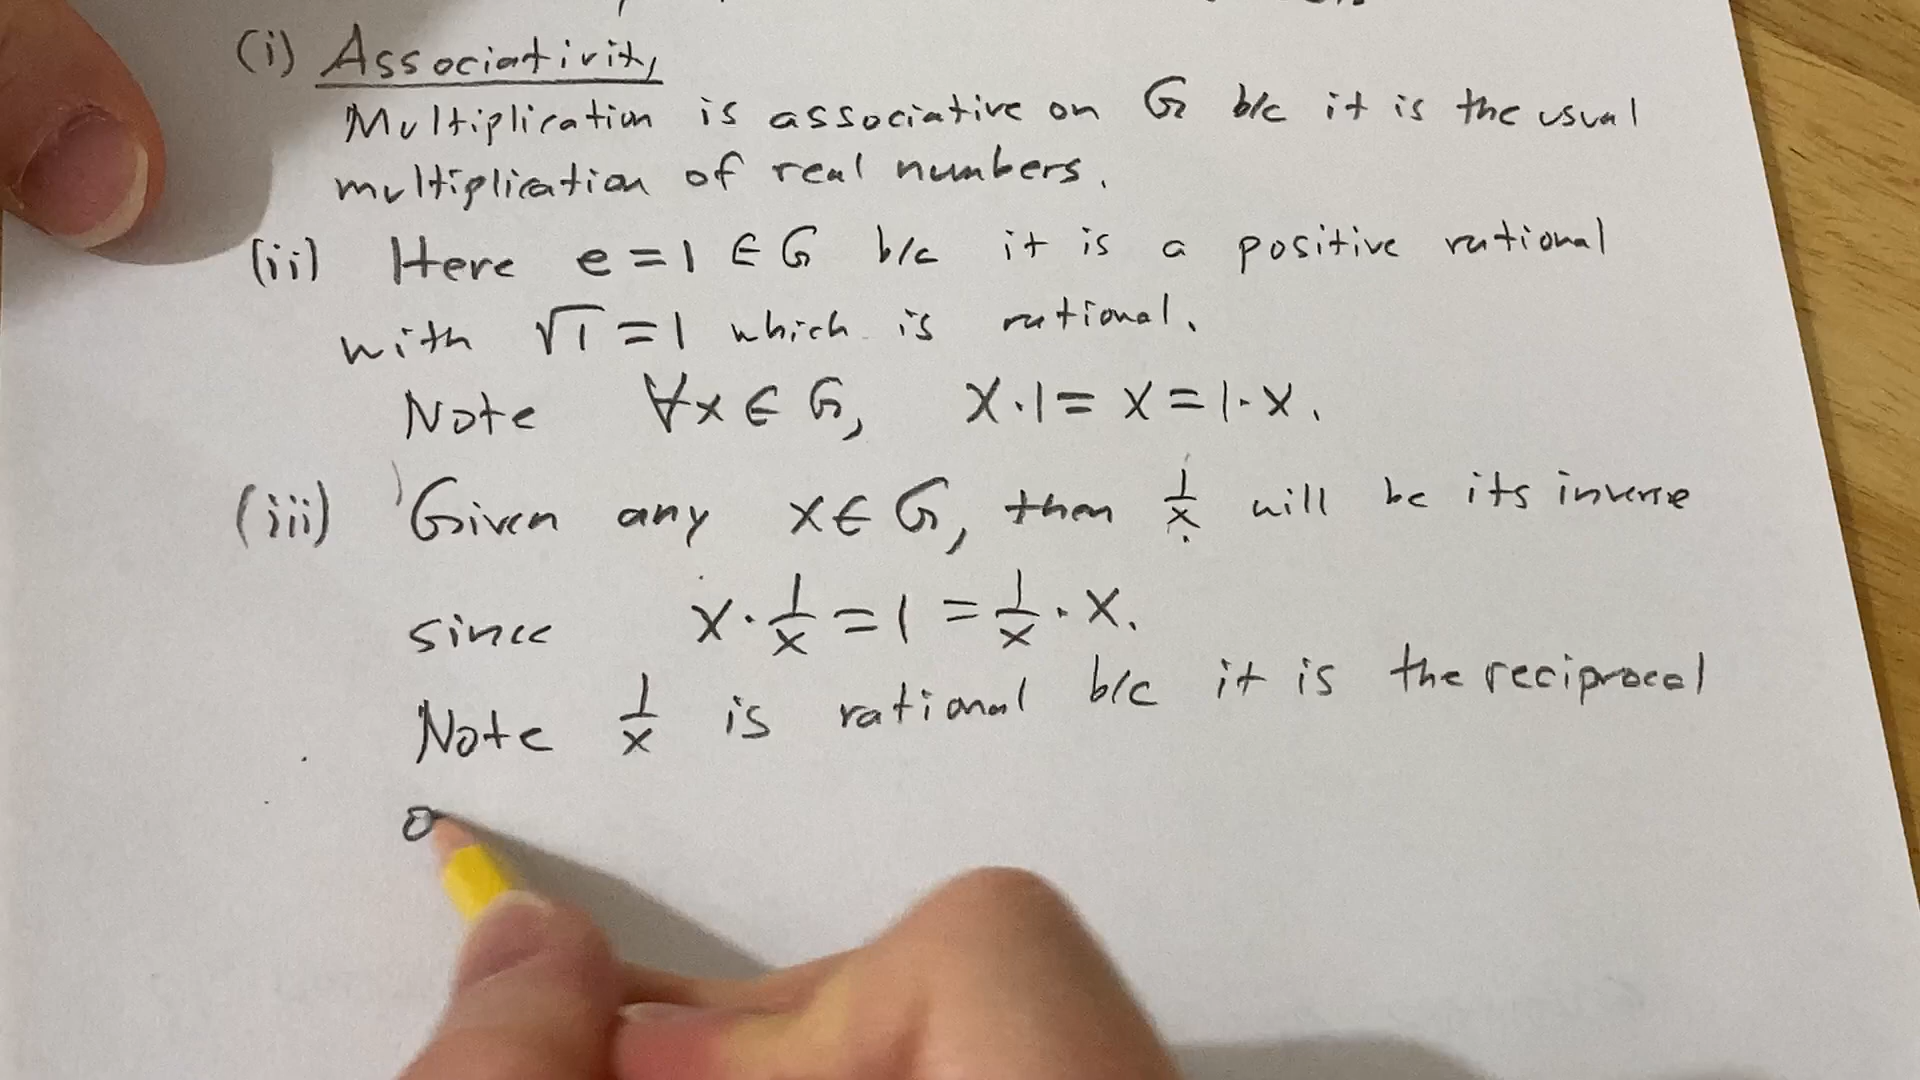 (i) Associativity
Multiplication is associative on G b/c it is the usual
multiplication of real numbers.
(ii) Here e = 1 ∈ G b/c it is a positive rational
with √1 = 1 which is rational.
Note ∀x ∈ G, x·1 = x = 1·x.
(iii) Given any x ∈ G, then 1/x will be its inverse
since x · 1/x = 1 = 1/x · x.
Note 1/x is rational b/c it is the reciprocal
o